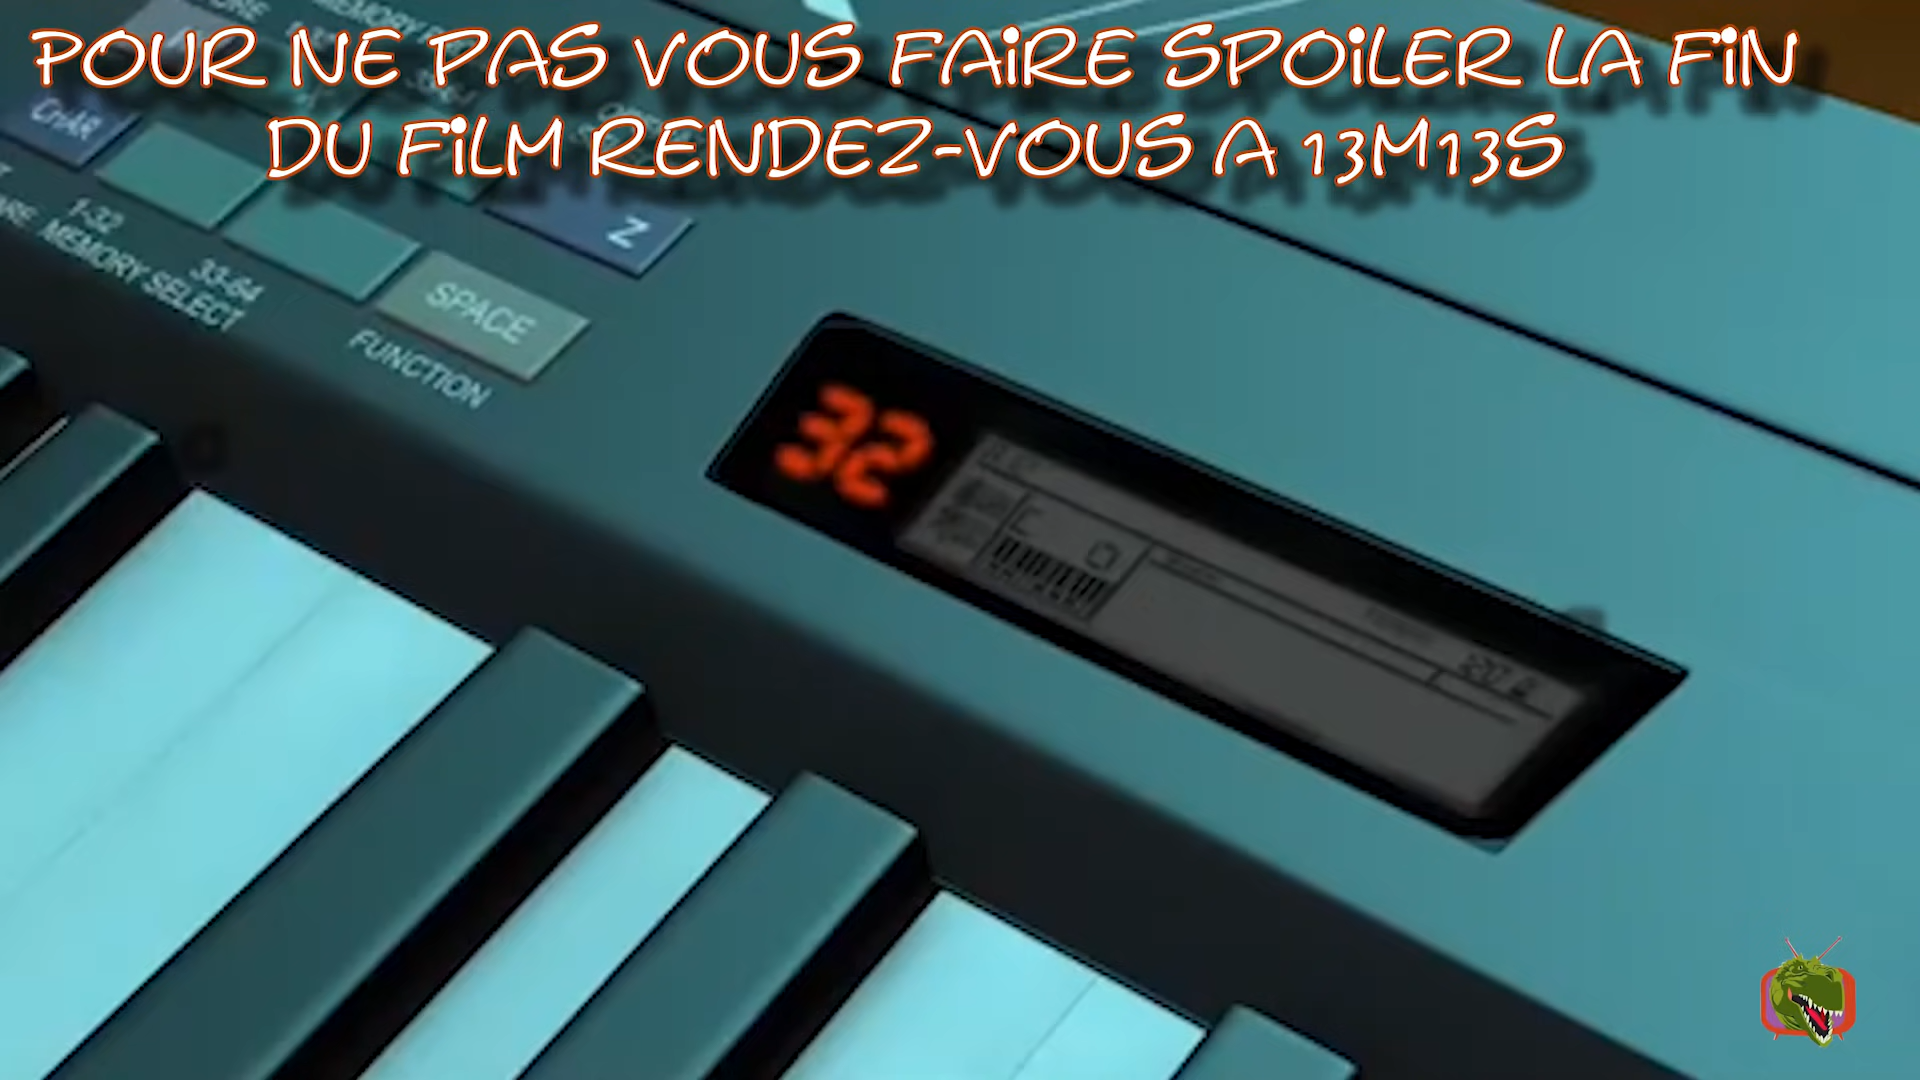 POUR NE PAS VOUS FAIRE SPOILER LA FIN
DU FILM RENDEZ-VOUS A 13M13S
CHAR
Z
1-32
MEMORY SELECT
33-64
SPACE
FUNCTION
32